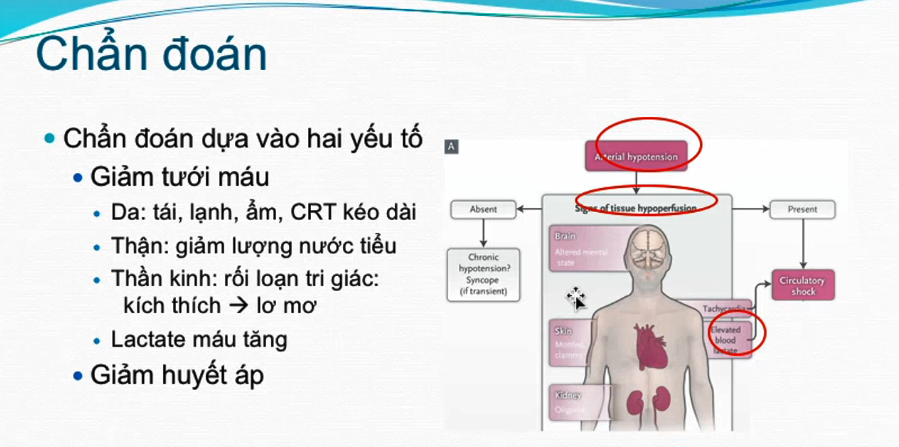 Chẩn đoán
Chẩn đoán dựa vào hai yếu tố
Giảm tưới máu
Da: tái, lạnh, ẩm, CRT kéo dài
Thận: giảm lượng nước tiểu
Thần kinh: rối loạn tri giác:
kích thích → lơ mơ
Lactate máu tăng
Giảm huyết áp
A
Arterial hypotension
Signs of tissue hypoperfusion
Absent
Present
Chronic
hypotension?
Syncope
(if transient)
Brain
Altered mental
state
Circulatory
shock
Tachycardia
Elevated
blood
lactate
Skin
Mottled,
clammy
Kidney
Oliguria